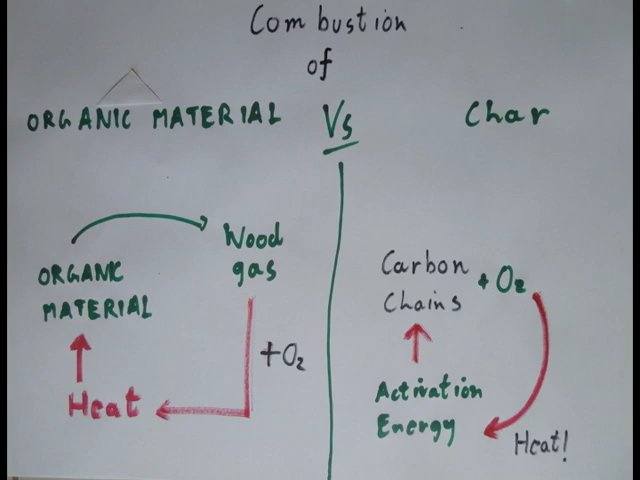 Combustion
of
ORGANIC MATERIAL Vs Char
Wood
gas
ORGANIC
MATERIAL
+O2
Heat
Carbon
Chains
+ O2
Activation
Energy
Heat!